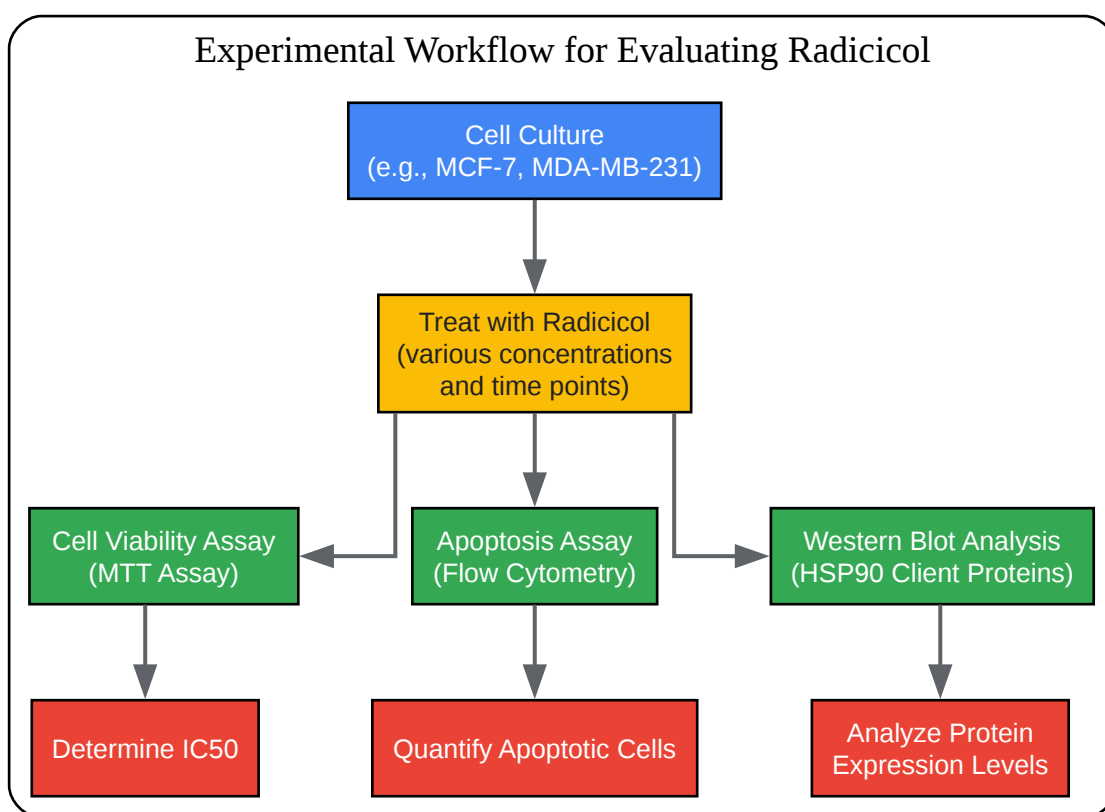 Experimental Workflow for Evaluating Radicicol
Cell Culture
(e.g., MCF-7, MDA-MB-231)
Treat with Radicicol
(various concentrations
and time points)
Cell Viability Assay
(MTT Assay)
Apoptosis Assay
(Flow Cytometry)
Western Blot Analysis
(HSP90 Client Proteins)
Determine IC50
Quantify Apoptotic Cells
Analyze Protein
Expression Levels